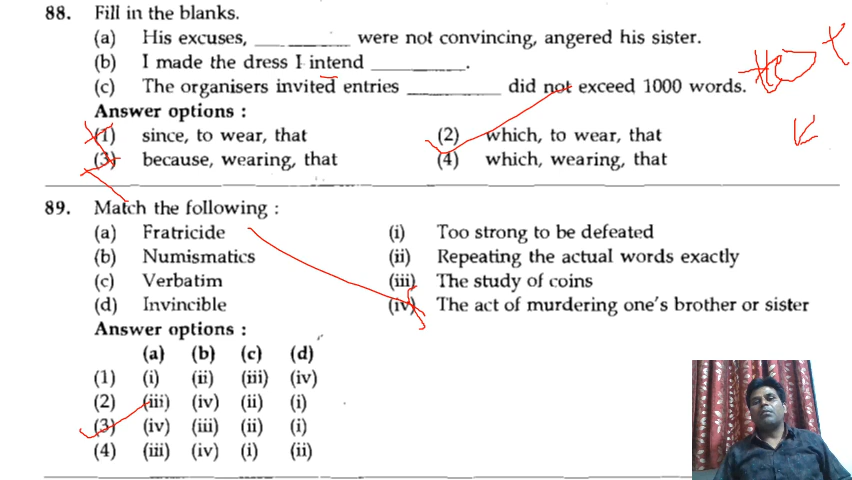 88. Fill in the blanks.
(a) His excuses, __________ were not convincing, angered his sister.
(b) I made the dress I intend __________.
(c) The organisers invited entries __________ did not exceed 1000 words.
Answer options :
(1) since, to wear, that (2) which, to wear, that
(3) because, wearing, that (4) which, wearing, that
89. Match the following :
(a) Fratricide (i) Too strong to be defeated
(b) Numismatics (ii) Repeating the actual words exactly
(c) Verbatim (iii) The study of coins
(d) Invincible (iv) The act of murdering one's brother or sister
Answer options :
(a) (b) (c) (d)
(1) (i) (ii) (iii) (iv)
(2) (iii) (iv) (ii) (i)
(3) (iv) (iii) (ii) (i)
(4) (iii) (iv) (i) (ii)